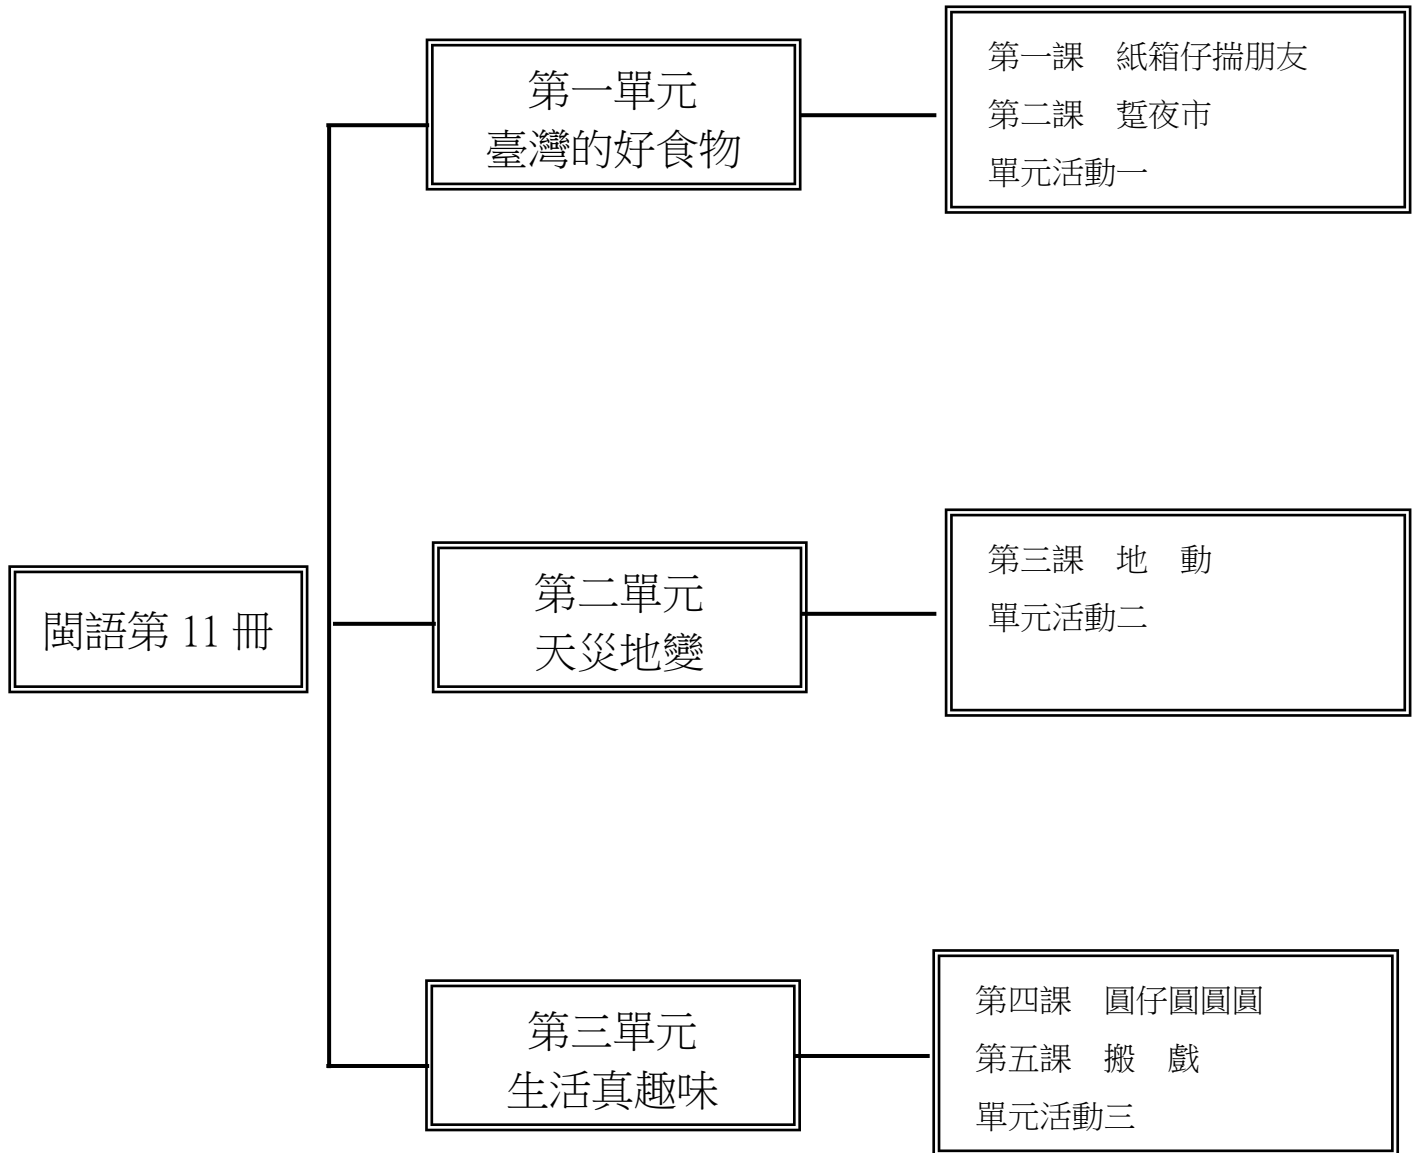 閩語第 11 冊
第一單元
臺灣的好食物
第一課　紙箱仔揣朋友
第二課　踅夜市
單元活動一
第二單元
天災地變
第三課　地　動
單元活動二
第三單元
生活真趣味
第四課　圓仔圓圓圓
第五課　搬　戲
單元活動三